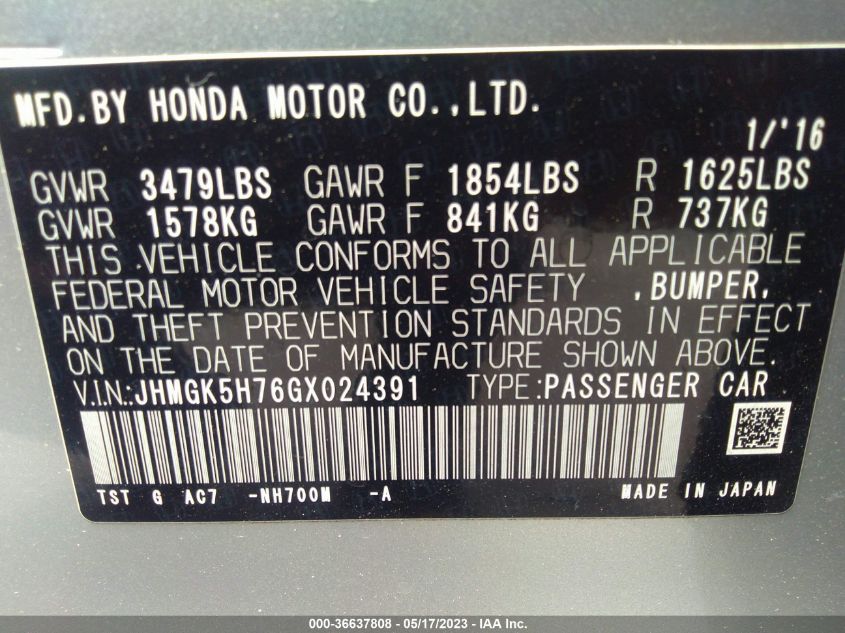 MFD.BY HONDA MOTOR CO.,LTD.
1/'16
GVWR 3479LBS GAWR F 1854LBS R 1625LBS
GVWR 1578KG GAWR F 841KG R 737KG
THIS VEHICLE CONFORMS TO ALL APPLICABLE
FEDERAL MOTOR VEHICLE SAFETY ,BUMPER,
AND THEFT PREVENTION STANDARDS IN EFFECT
ON THE DATE OF MANUFACTURE SHOWN ABOVE.
V.I.N.:JHMGK5H76GX024391 TYPE:PASSENGER CAR
TST G AC7 -NH700M -A MADE IN JAPAN
000-36637808 - 05/17/2023 - © IAA Inc.